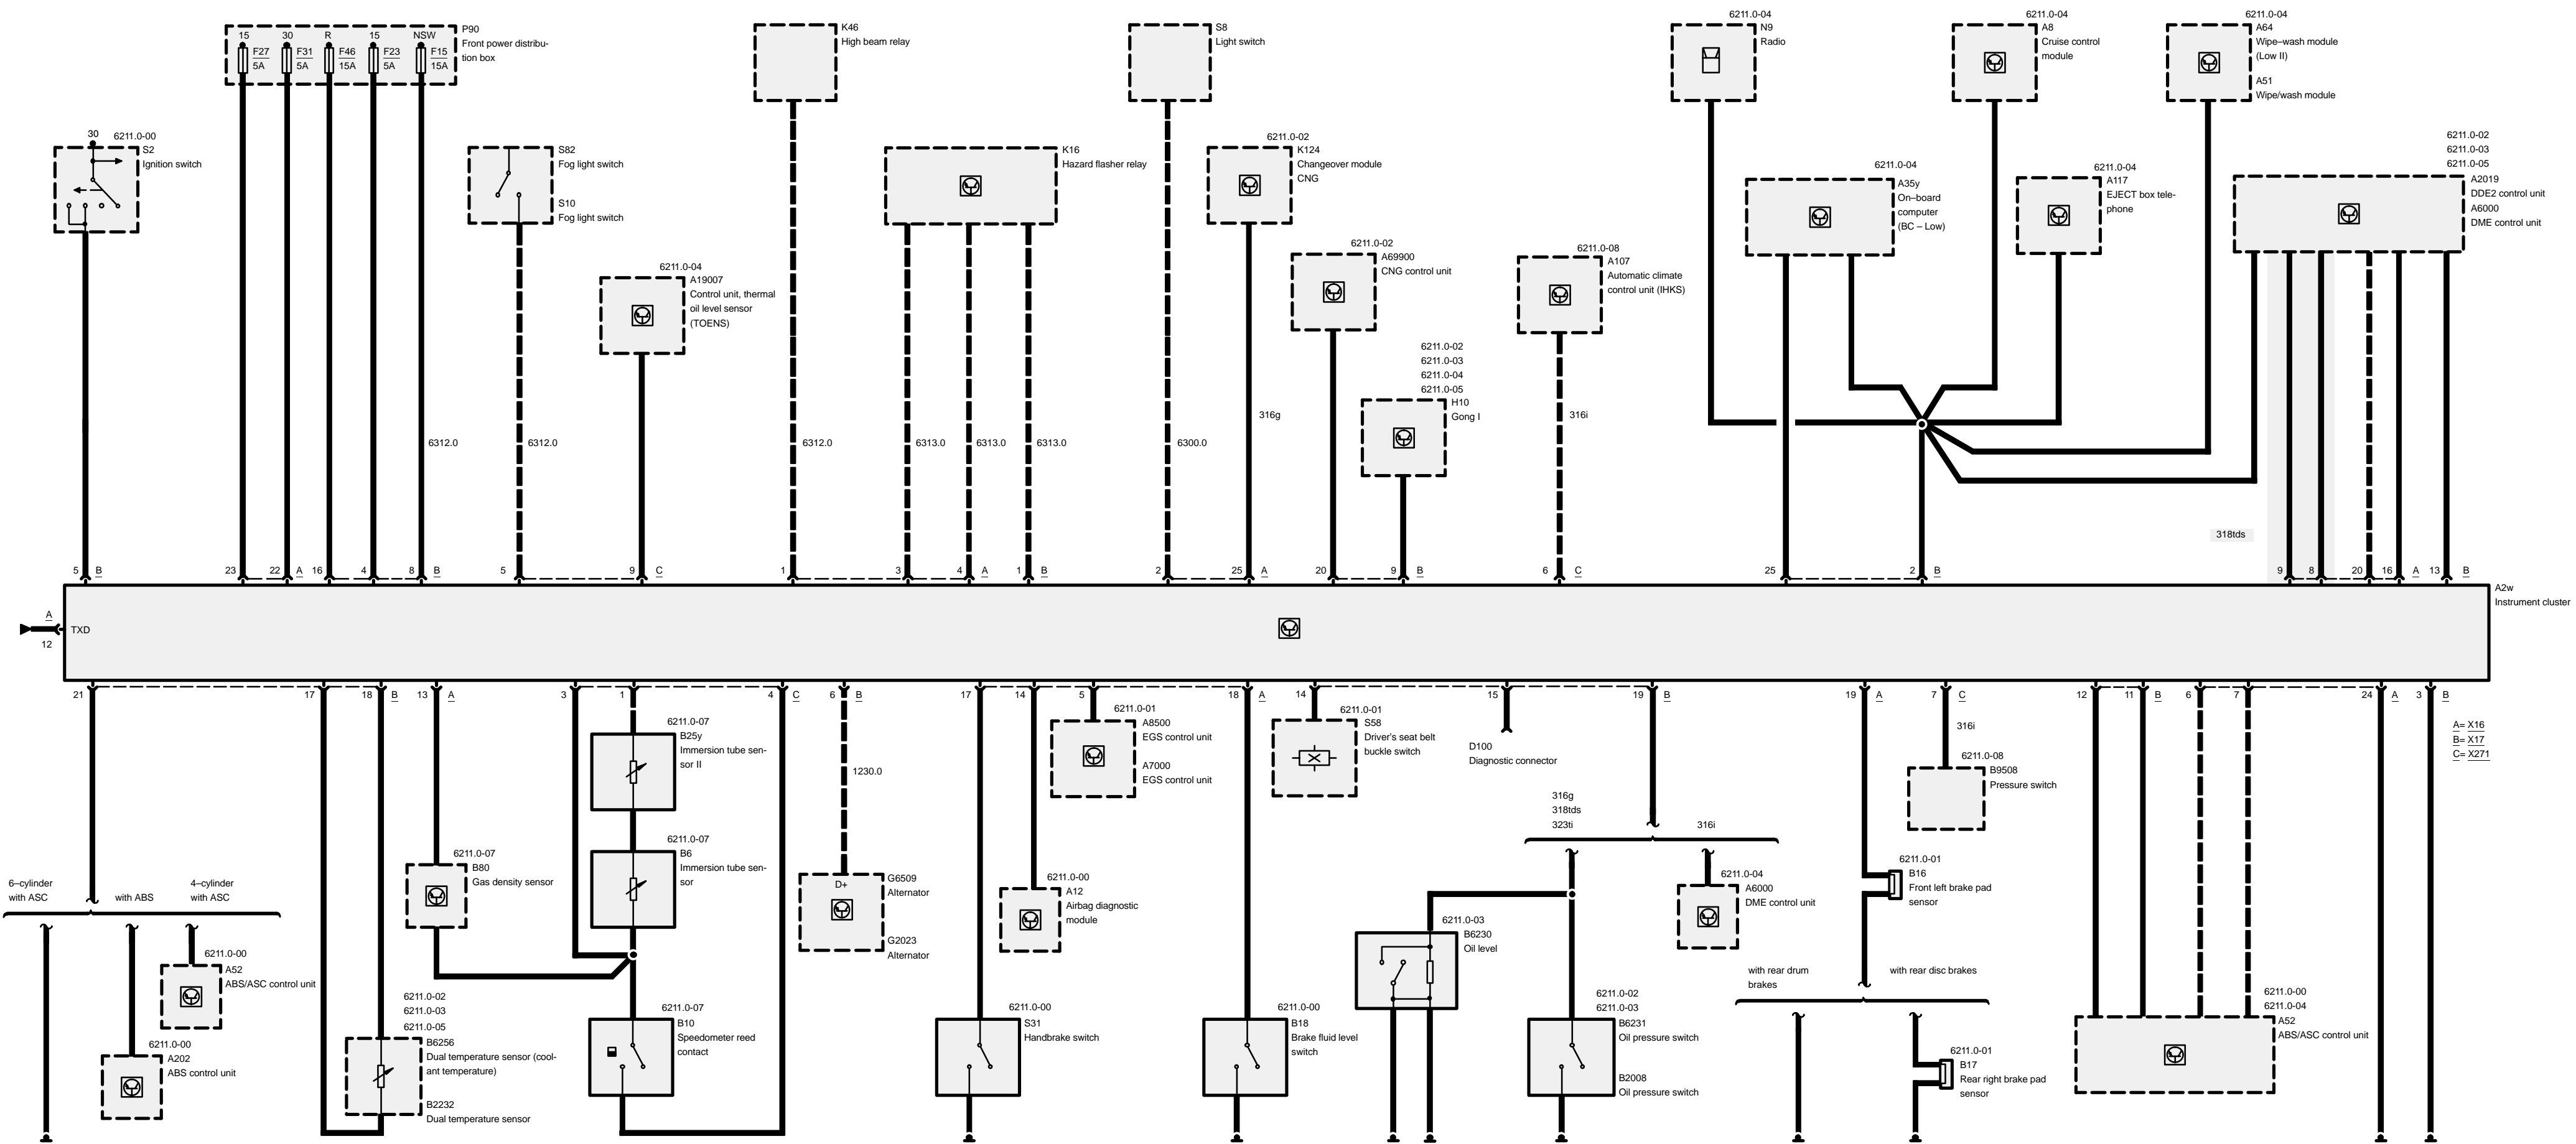 15
30
R
15
NSW
F27
5A
F31
5A
F46
15A
F23
5A
F15
15A
P90
Front power distribu-
tion box
K46
High beam relay
S8
Light switch
6211.0-04
N9
Radio
6211.0-04
A8
Cruise control
module
6211.0-04
A64
Wipe–wash module
(Low II)
A51
Wipe/wash module
30
6211.0-00
S2
Ignition switch
S82
Fog light switch
S10
Fog light switch
K16
Hazard flasher relay
6211.0-02
K124
Changeover module
CNG
6211.0-04
A35y
On–board
computer
(BC – Low)
6211.0-04
A117
EJECT box tele-
phone
6211.0-02
6211.0-03
6211.0-05
A2019
DDE2 control unit
A6000
DME control unit
6211.0-04
A19007
Control unit, thermal
oil level sensor
(TOENS)
6211.0-02
A69900
CNG control unit
6211.0-08
A107
Automatic climate
control unit (IHKS)
6211.0-02
6211.0-03
6211.0-04
6211.0-05
H10
Gong I
6312.0
6312.0
6312.0
6313.0
6313.0
6313.0
6300.0
316g
316i
318tds
5 B
23
22 A
16
4
8 B
5
9 C
1
3
4 A
1 B
2
25 A
20
9 B
6 C
25
2 B
9
8
20
16 A
13 B
A2w
Instrument cluster
A
12
TXD
21
17
18 B
13 A
3
1
4 C
6 B
17
14
5
18 A
14
15
19 B
19 A
7 C
12
11 B
6
7
24 A
3 B
A= X16
B= X17
C= X271
6211.0-07
B25y
Immersion tube sen-
sor II
6211.0-07
B6
Immersion tube sen-
sor
1230.0
6211.0-01
A8500
EGS control unit
A7000
EGS control unit
6211.0-01
S58
Driver's seat belt
buckle switch
D100
Diagnostic connector
316i
6211.0-08
B9508
Pressure switch
316g
318tds
323ti
316i
6–cylinder
with ASC
with ABS
4–cylinder
with ASC
6211.0-07
B80
Gas density sensor
D+
G6509
Alternator
G2023
Alternator
6211.0-00
A12
Airbag diagnostic
module
6211.0-03
B6230
Oil level
6211.0-04
A6000
DME control unit
6211.0-01
B16
Front left brake pad
sensor
6211.0-00
A52
ABS/ASC control unit
6211.0-00
A202
ABS control unit
6211.0-02
6211.0-03
6211.0-05
B6256
Dual temperature sensor (cool-
ant temperature)
B2232
Dual temperature sensor
6211.0-07
B10
Speedometer reed
contact
6211.0-00
S31
Handbrake switch
6211.0-00
B18
Brake fluid level
switch
6211.0-02
6211.0-03
B6231
Oil pressure switch
B2008
Oil pressure switch
with rear drum
brakes
with rear disc brakes
6211.0-01
B17
Rear right brake pad
sensor
6211.0-00
6211.0-04
A52
ABS/ASC control unit